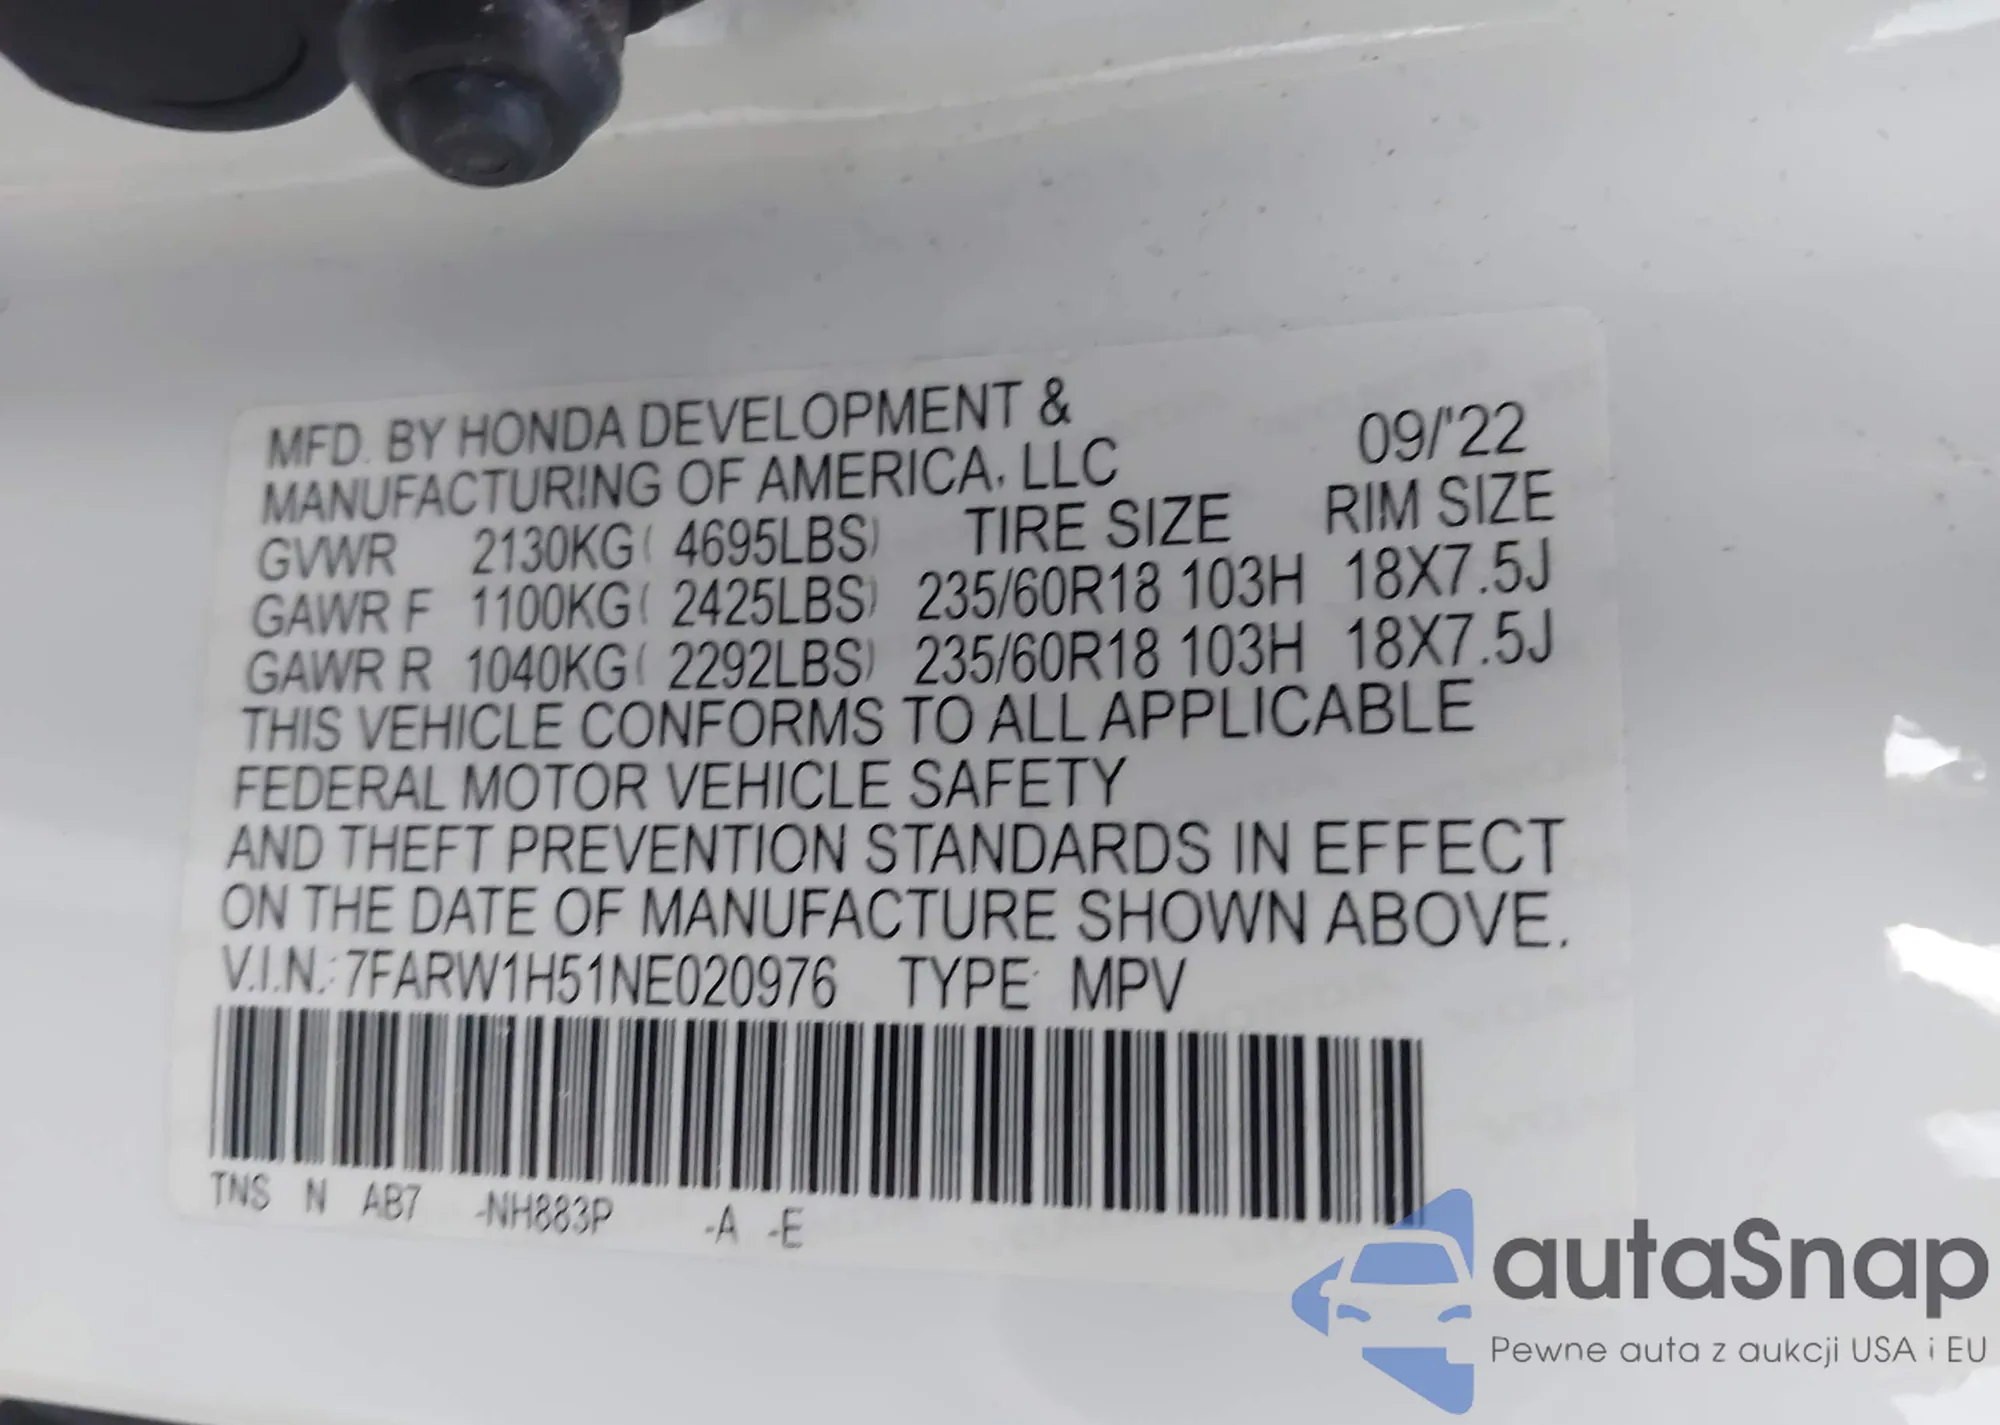 MFD. BY HONDA DEVELOPMENT &
MANUFACTURING OF AMERICA, LLC 09/'22
GVWR 2130KG( 4695LBS) TIRE SIZE RIM SIZE
GAWR F 1100KG( 2425LBS) 235/60R18 103H 18X7.5J
GAWR R 1040KG( 2292LBS) 235/60R18 103H 18X7.5J
THIS VEHICLE CONFORMS TO ALL APPLICABLE
FEDERAL MOTOR VEHICLE SAFETY
AND THEFT PREVENTION STANDARDS IN EFFECT
ON THE DATE OF MANUFACTURE SHOWN ABOVE.
V.I.N.: 7FARW1H51NE020976 TYPE: MPV
TNS N AB7 -NH883P -A -E
autaSnap
Pewne auta z aukcji USA i EU